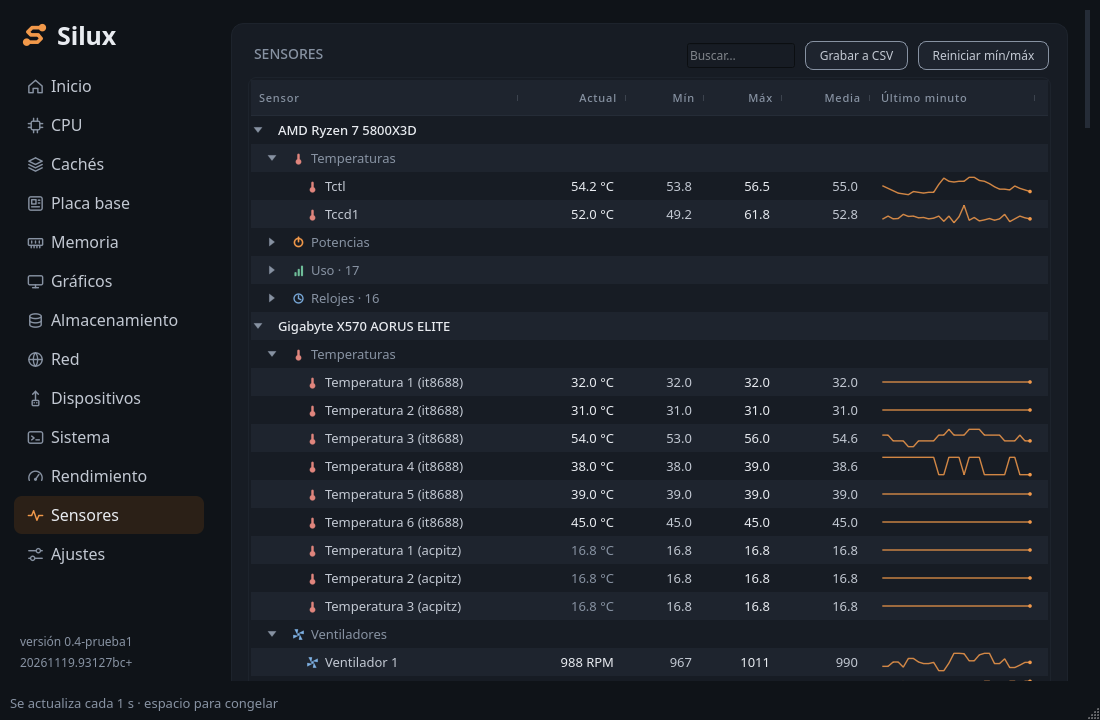 Silux
Inicio
CPU
Cachés
Placa base
Memoria
Gráficos
Almacenamiento
Red
Dispositivos
Sistema
Rendimiento
Sensores
Ajustes
versión 0.4-prueba1
20261119.93127bc+
SENSORES
Buscar...
Grabar a CSV
Reiniciar mín/máx
Sensor Actual Mín Máx Media Último minuto
AMD Ryzen 7 5800X3D
Temperaturas
Tctl 54.2 °C 53.8 56.5 55.0
Tccd1 52.0 °C 49.2 61.8 52.8
Potencias
Uso · 17
Relojes · 16
Gigabyte X570 AORUS ELITE
Temperaturas
Temperatura 1 (it8688) 32.0 °C 32.0 32.0 32.0
Temperatura 2 (it8688) 31.0 °C 31.0 31.0 31.0
Temperatura 3 (it8688) 54.0 °C 53.0 56.0 54.6
Temperatura 4 (it8688) 38.0 °C 38.0 39.0 38.6
Temperatura 5 (it8688) 39.0 °C 39.0 39.0 39.0
Temperatura 6 (it8688) 45.0 °C 45.0 45.0 45.0
Temperatura 1 (acpitz) 16.8 °C 16.8 16.8 16.8
Temperatura 2 (acpitz) 16.8 °C 16.8 16.8 16.8
Temperatura 3 (acpitz) 16.8 °C 16.8 16.8 16.8
Ventiladores
Ventilador 1 988 RPM 967 1011 990
Se actualiza cada 1 s · espacio para congelar